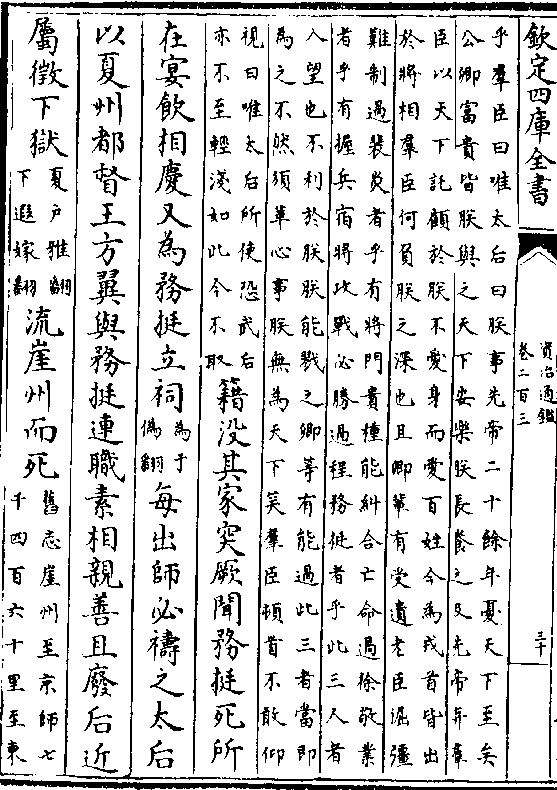 欽定四庫全書
資治通鑑
卷二百三
三十
乎羣臣曰唯太后曰朕事先帝二十餘年憂天下至矣
公卿富貴皆朕與之天下安樂朕長養之及先帝弃羣
臣以天下託顧於朕不愛身而愛百姓今為戎首皆出
於將相羣臣何負朕之深也且卿輩有受遺老臣倔彊
難制過裴炎者乎有將門貴種能糾合亡命過徐敬業
者乎有握兵宿將攻戰必勝過程務挺者乎此三人者
人望也不利於朕朕能戮之卿等有能過此三者當即
為之不然須革心事朕無為天下笑羣臣頓首不敢仰
視曰唯太后所使恐武后
亦不至輕淺如此今不取
籍没其家突厥聞務挺死所
在宴飲相慶又為務挺立祠
為于
偽翻
每出師必禱之太后
以夏州都督王方翼與務挺連職素相親善且廢后近
屬徵下獄
夏户雅翻
下遐嫁翻
流崖州而死
舊志崖州至京師七
千四百六十里至東